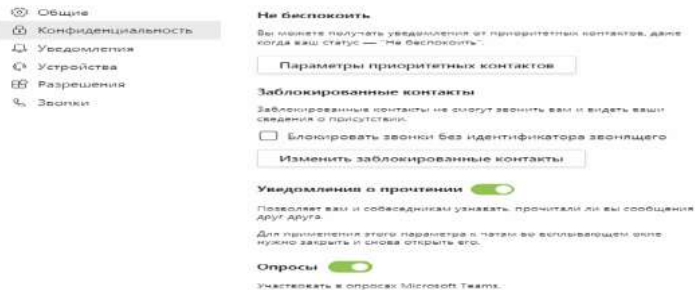 Общие
Конфиденциальность
Уведомления
Устройства
Разрешения
Звонки
Не беспокоить
Вы можете получать уведомления от приоритетных контактов, даже
когда ваш статус — "Не беспокоить".
Параметры приоритетных контактов
Заблокированные контакты
Заблокированные контакты не смогут звонить вам и видеть ваши
сведения о присутствии.
Блокировать звонки без идентификатора звонящего
Изменить заблокированные контакты
Уведомления о прочтении
Позволяет вам и собеседникам узнавать, прочитали ли вы сообщения
друг друга.
Для применения этого параметра к чатам во всплывающем окне
нужно закрыть и снова открыть его.
Опросы
Участвовать в опросах Microsoft Teams.